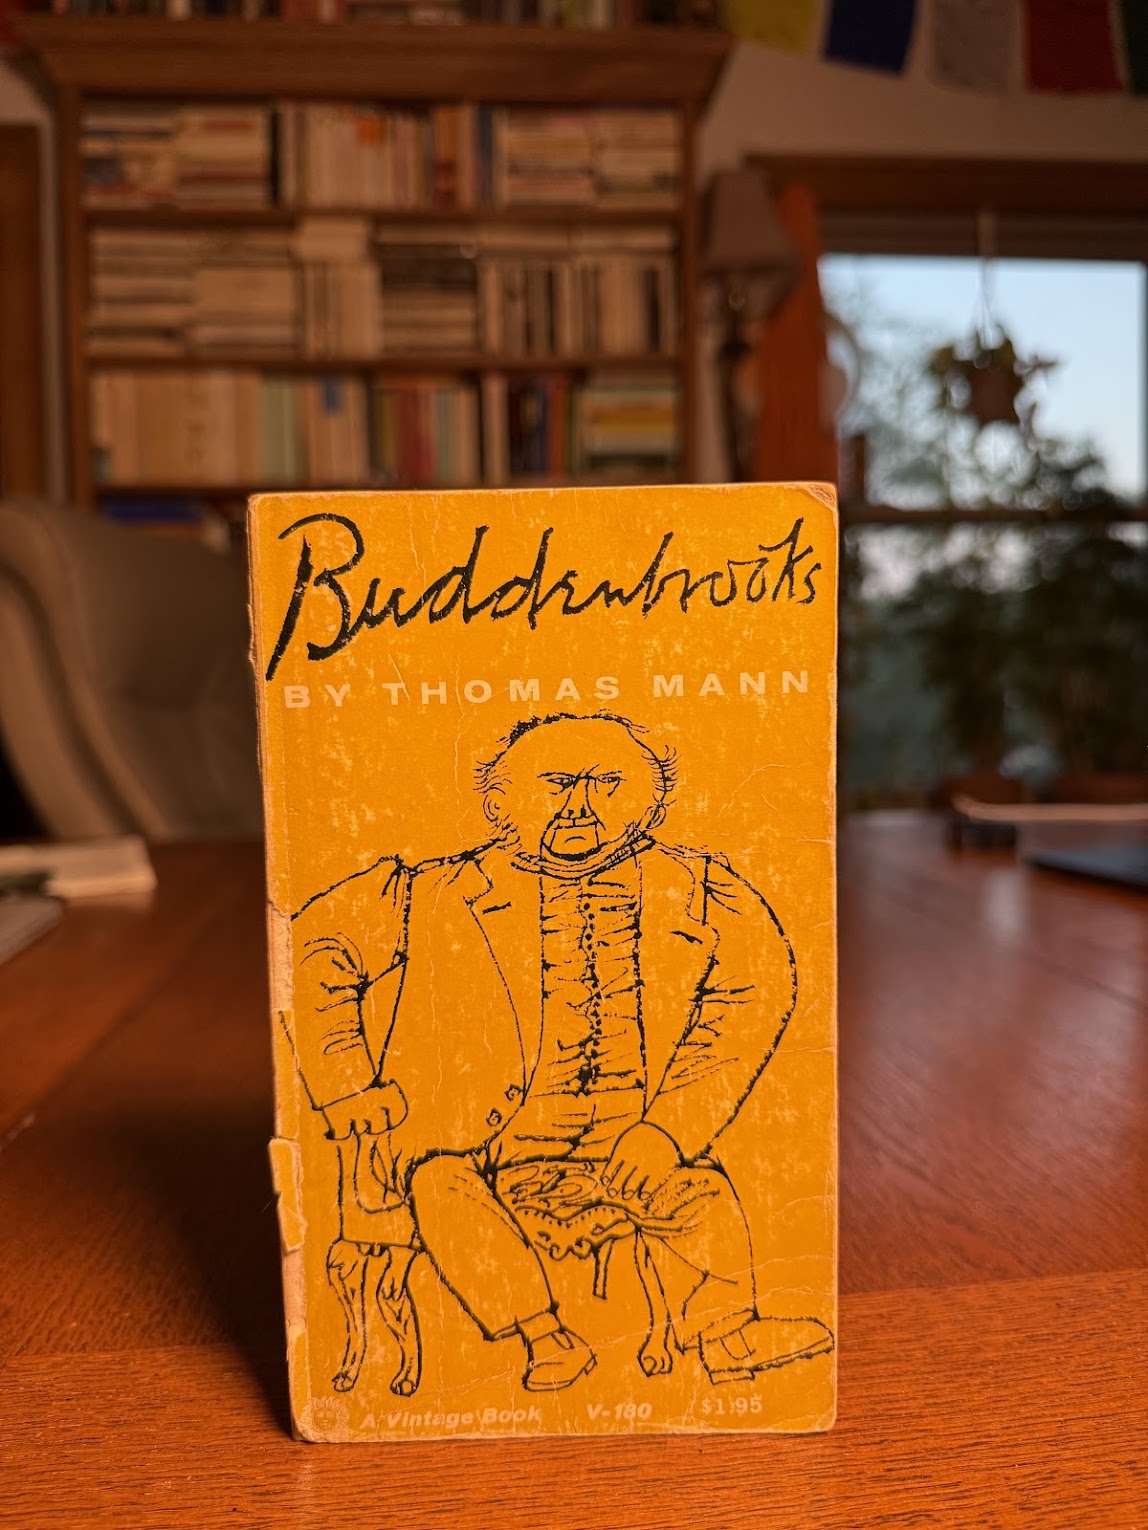 Buddenbrooks
BY THOMAS MANN
A Vintage Book V-180 $1.95